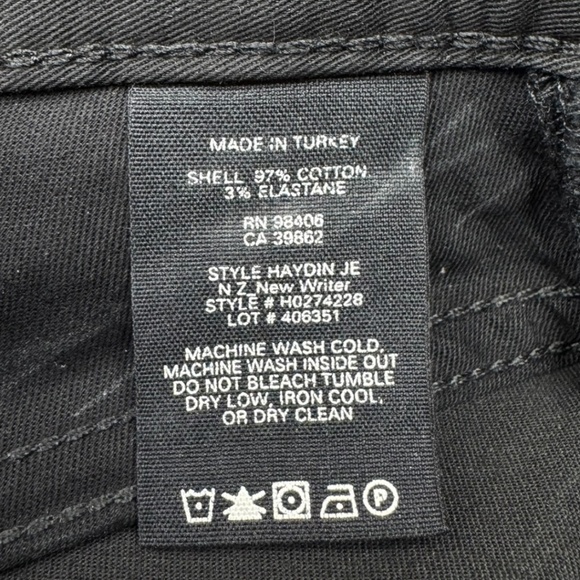 MADE IN TURKEY
SHELL 97% COTTON
3% ELASTANE
RN 98406
CA 39862
STYLE HAYDIN JE
N Z_New Writer
STYLE # H0274228
LOT # 406351
MACHINE WASH COLD,
MACHINE WASH INSIDE OUT
DO NOT BLEACH TUMBLE
DRY LOW, IRON COOL,
OR DRY CLEAN
P